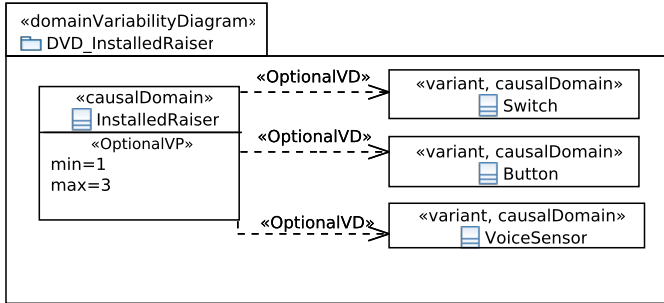 «domainVariabilityDiagram»
DVD_InstalledRaiser
«causalDomain»
InstalledRaiser
«OptionalVP»
min=1
max=3
«OptionalVD»
«variant, causalDomain»
Switch
«OptionalVD»
«variant, causalDomain»
Button
«OptionalVD»
«variant, causalDomain»
VoiceSensor